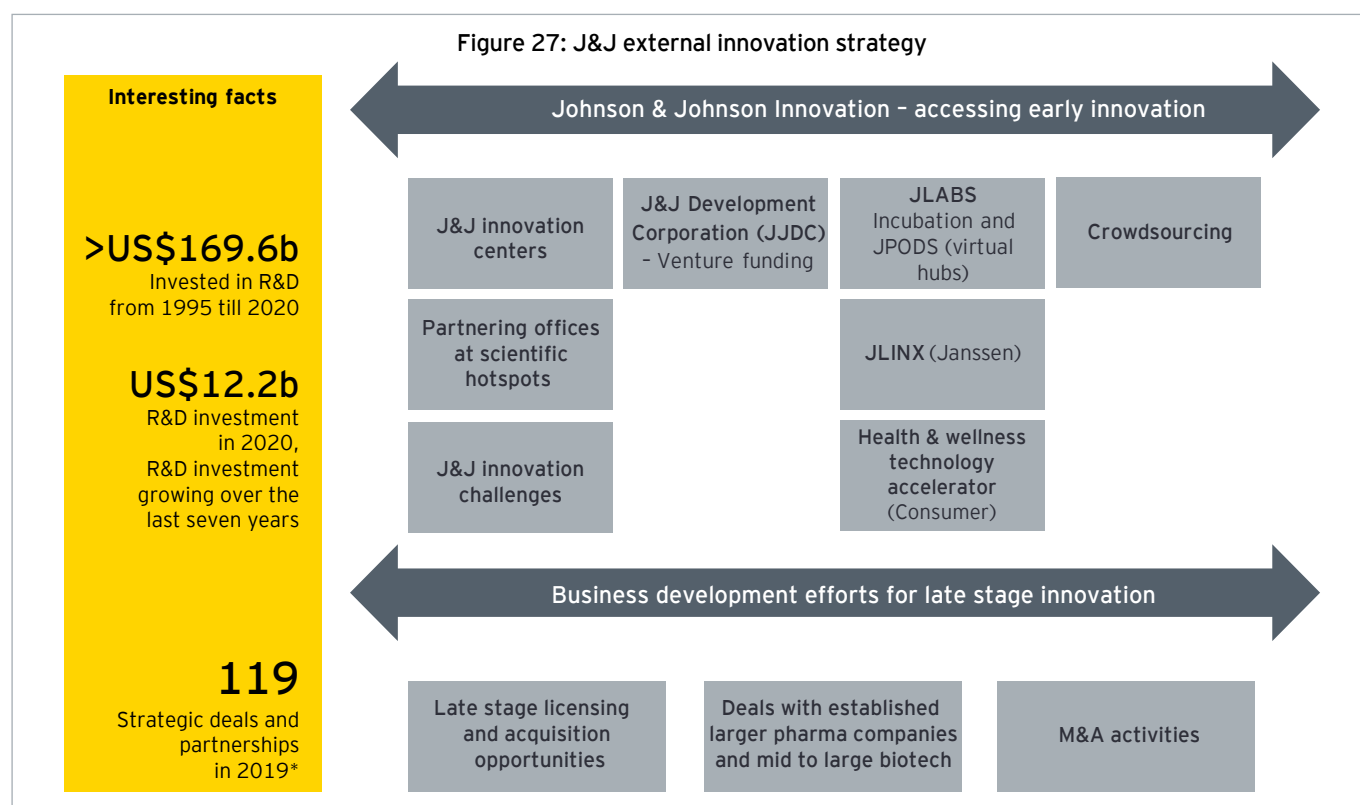 Figure 27: J&J external innovation strategy
Interesting facts
>US$169.6b
Invested in R&D
from 1995 till 2020
US$12.2b
R&D investment
in 2020,
R&D investment
growing over the
last seven years
119
Strategic deals and
partnerships
in 2019*
Johnson & Johnson Innovation – accessing early innovation
J&J innovation
centers
J&J Development
Corporation (JJDC)
– Venture funding
JLABS
Incubation and
JPODS (virtual
hubs)
Crowdsourcing
Partnering offices
at scientific
hotspots
JLINX (Janssen)
J&J innovation
challenges
Health & wellness
technology
accelerator
(Consumer)
Business development efforts for late stage innovation
Late stage licensing
and acquisition
opportunities
Deals with established
larger pharma companies
and mid to large biotech
M&A activities